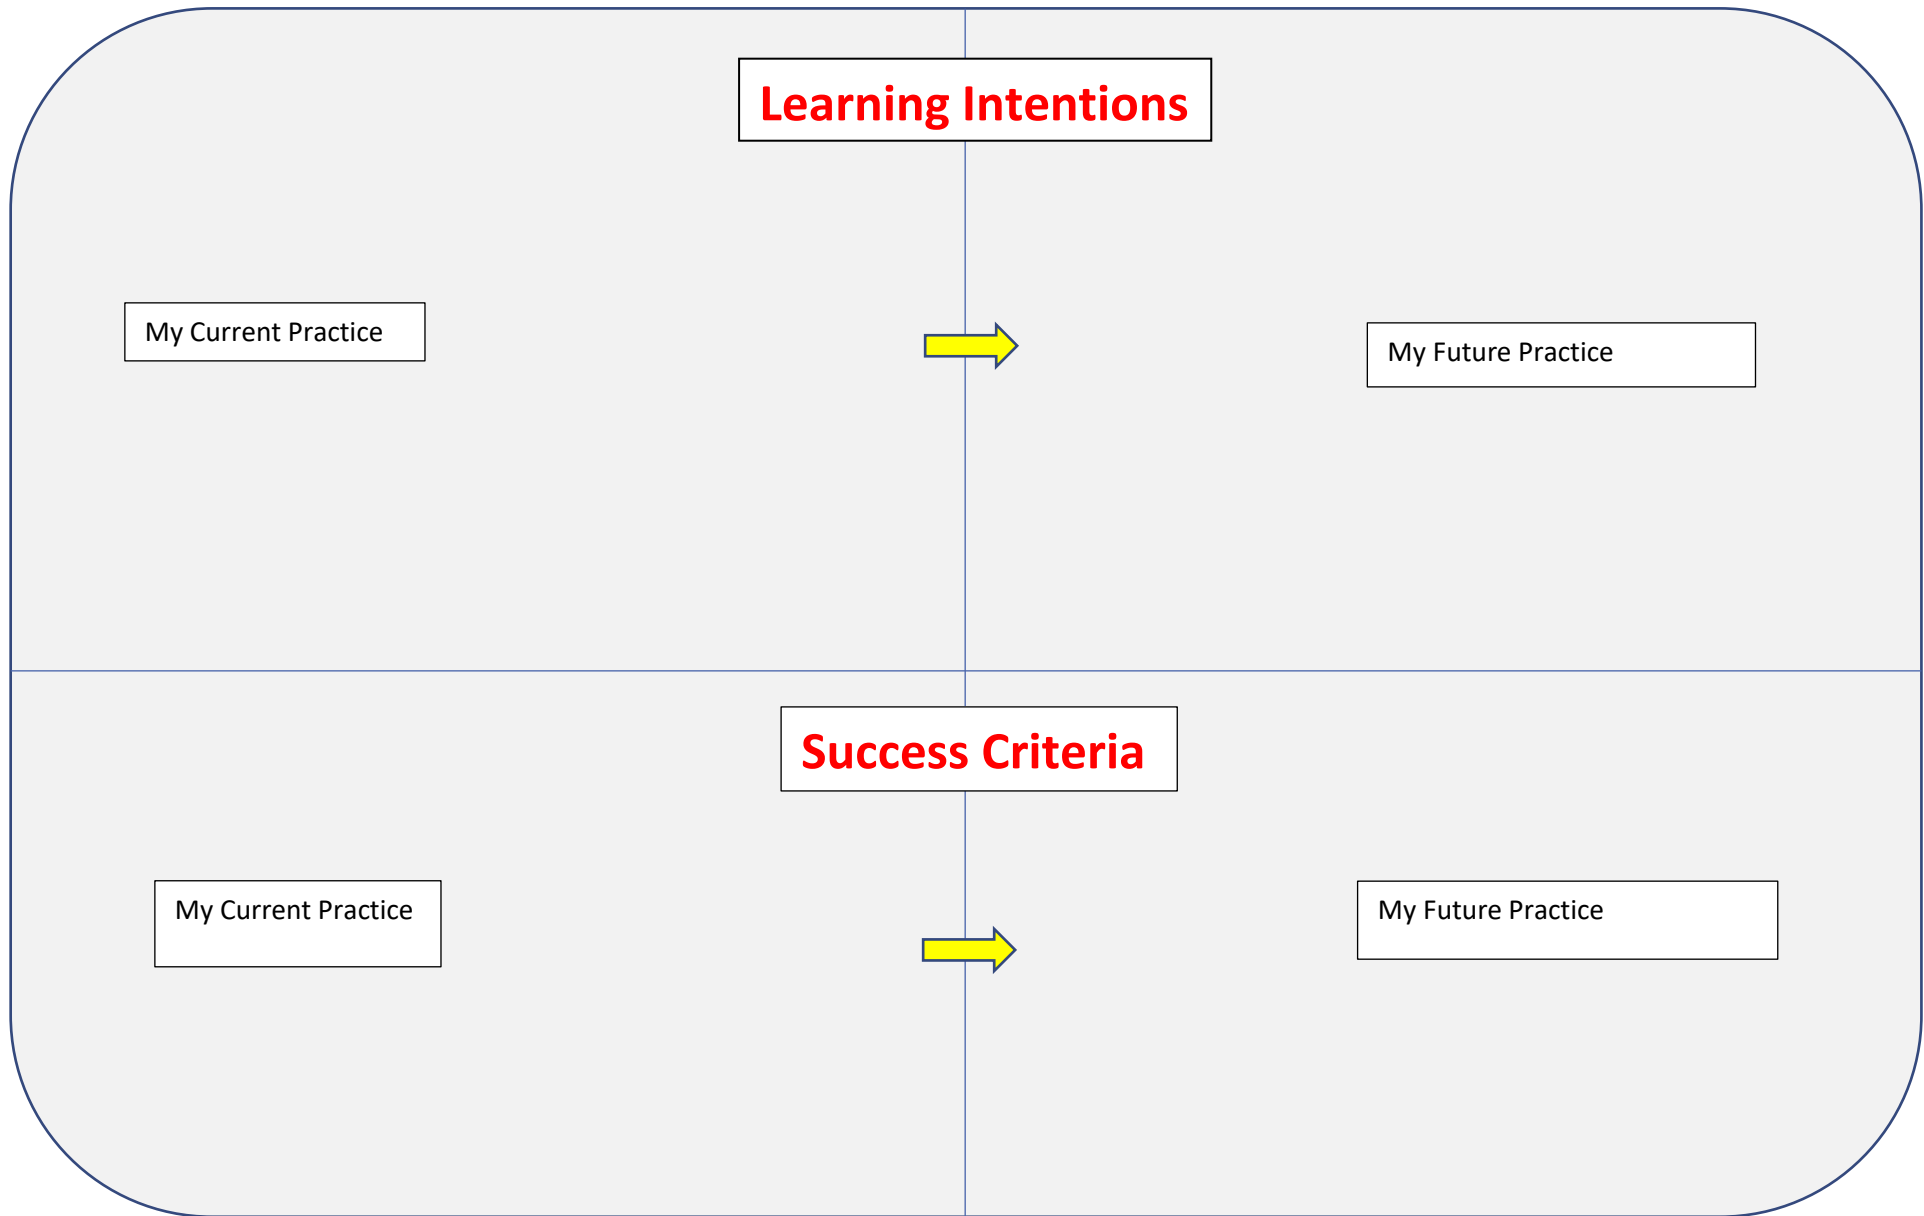 Learning Intentions
My Current Practice
My Future Practice
Success Criteria
My Current Practice
My Future Practice